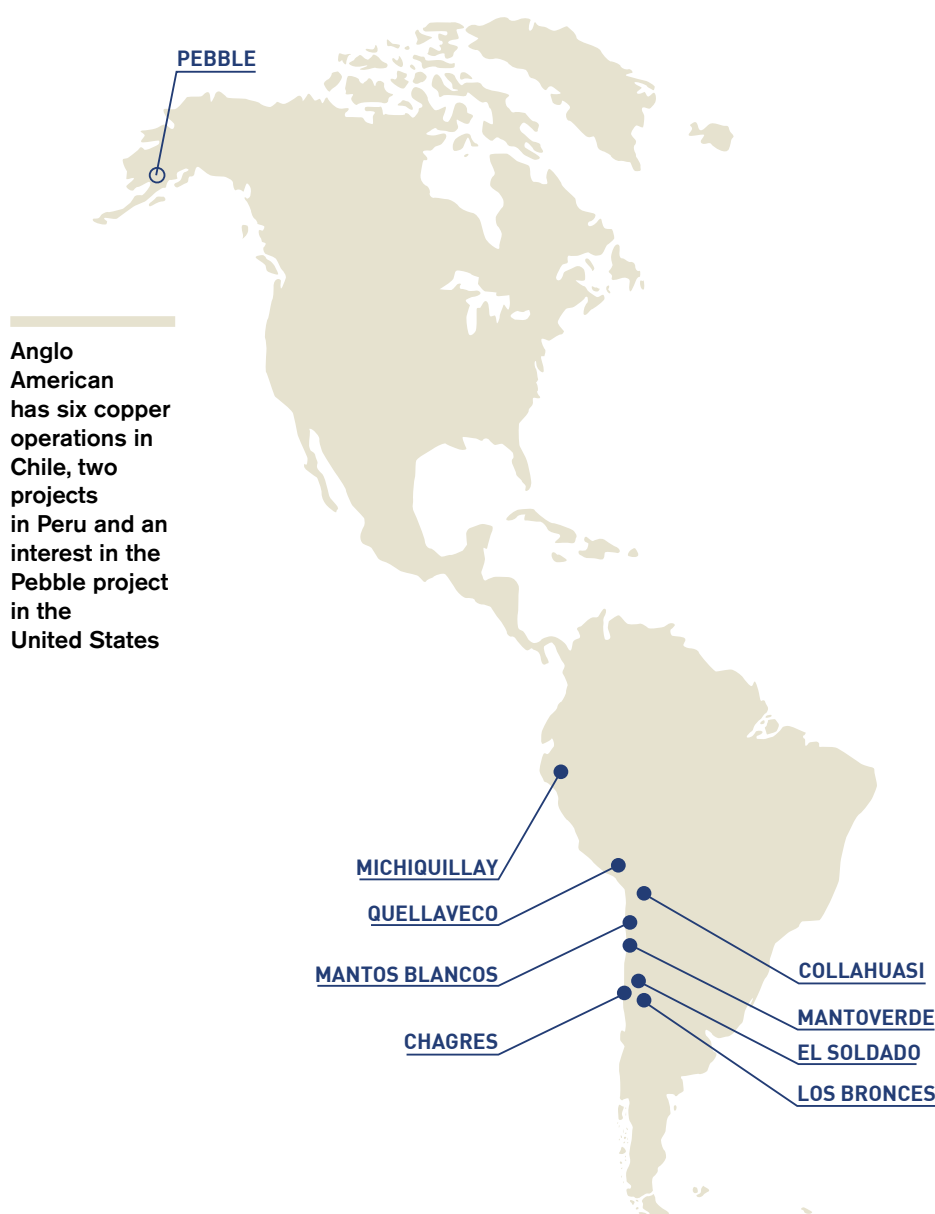 PEBBLE
Anglo
American
has six copper
operations in
Chile, two
projects
in Peru and an
interest in the
Pebble project
in the
United States
MICHIQUILLAY
QUELLAVECO
MANTOS BLANCOS
CHAGRES
COLLAHUASI
MANTOVERDE
EL SOLDADO
LOS BRONCES